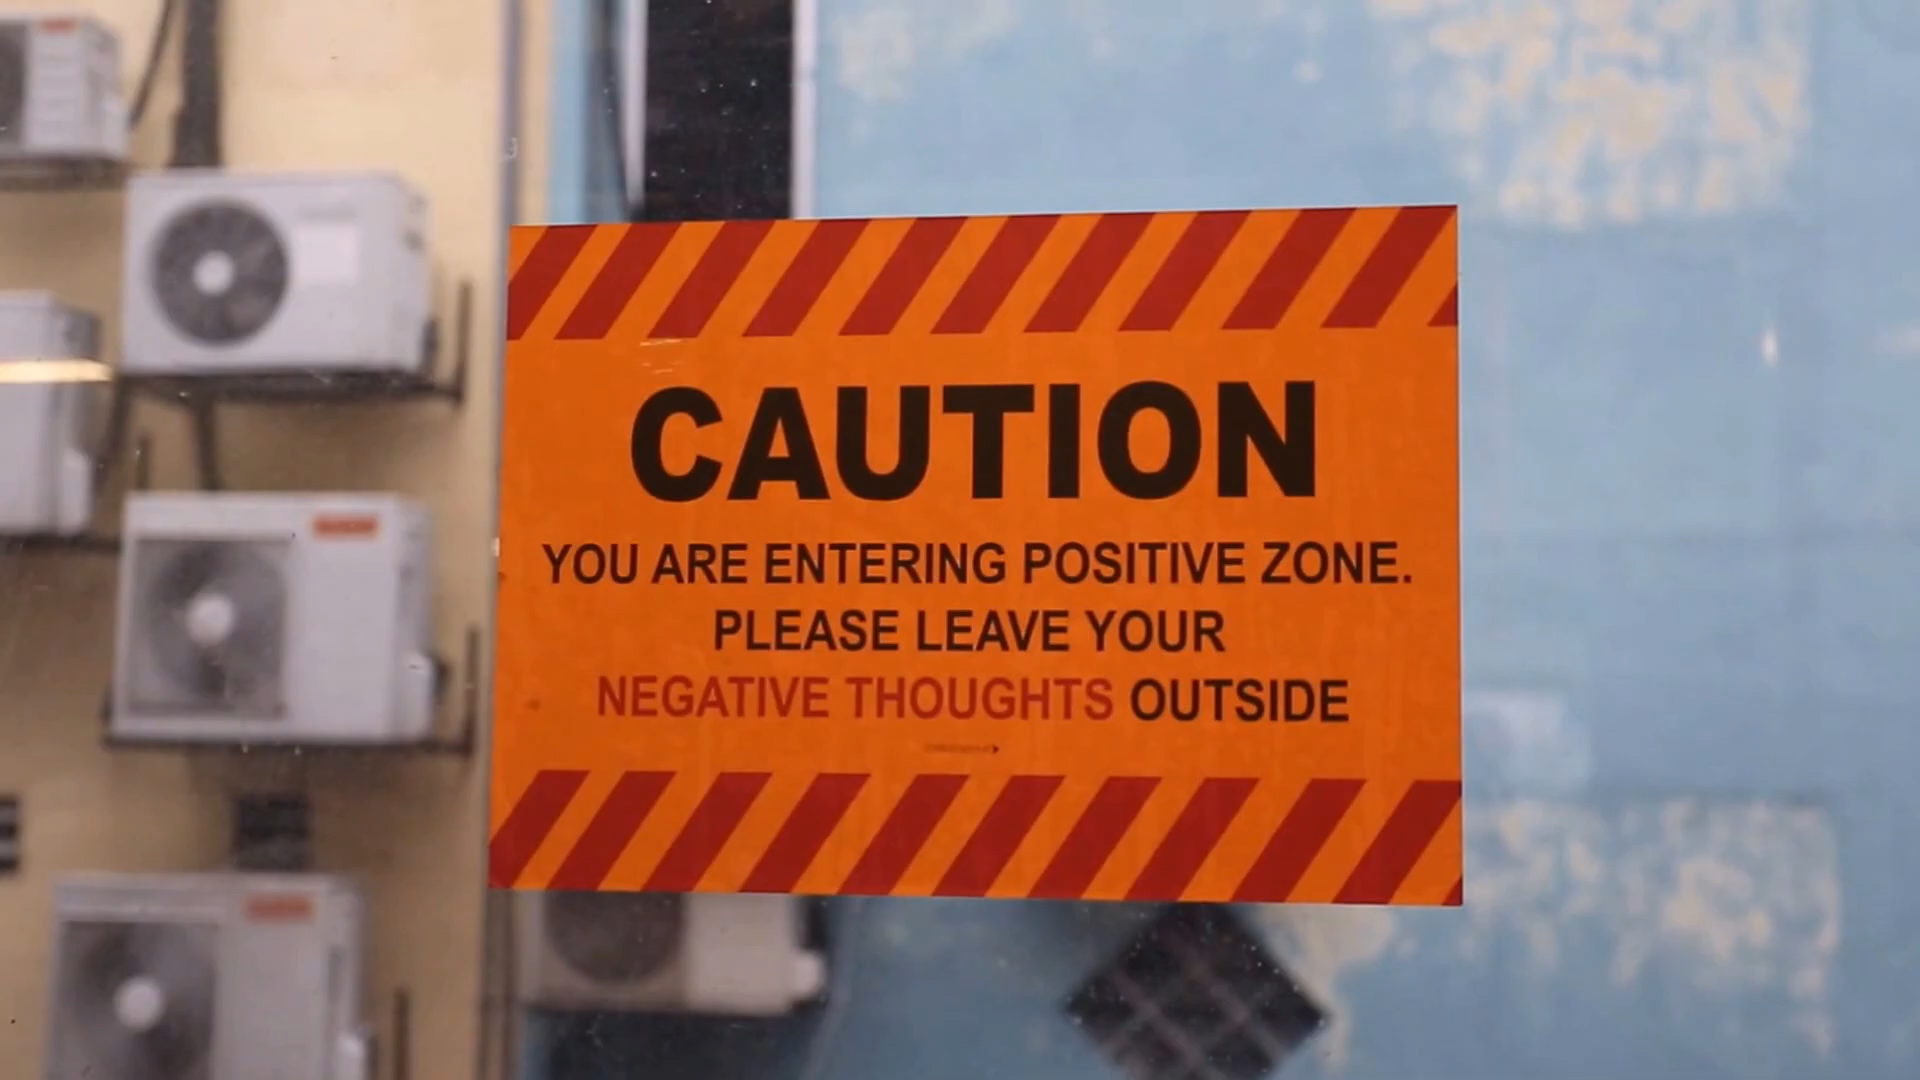 CAUTION
YOU ARE ENTERING POSITIVE ZONE.
PLEASE LEAVE YOUR
NEGATIVE THOUGHTS OUTSIDE